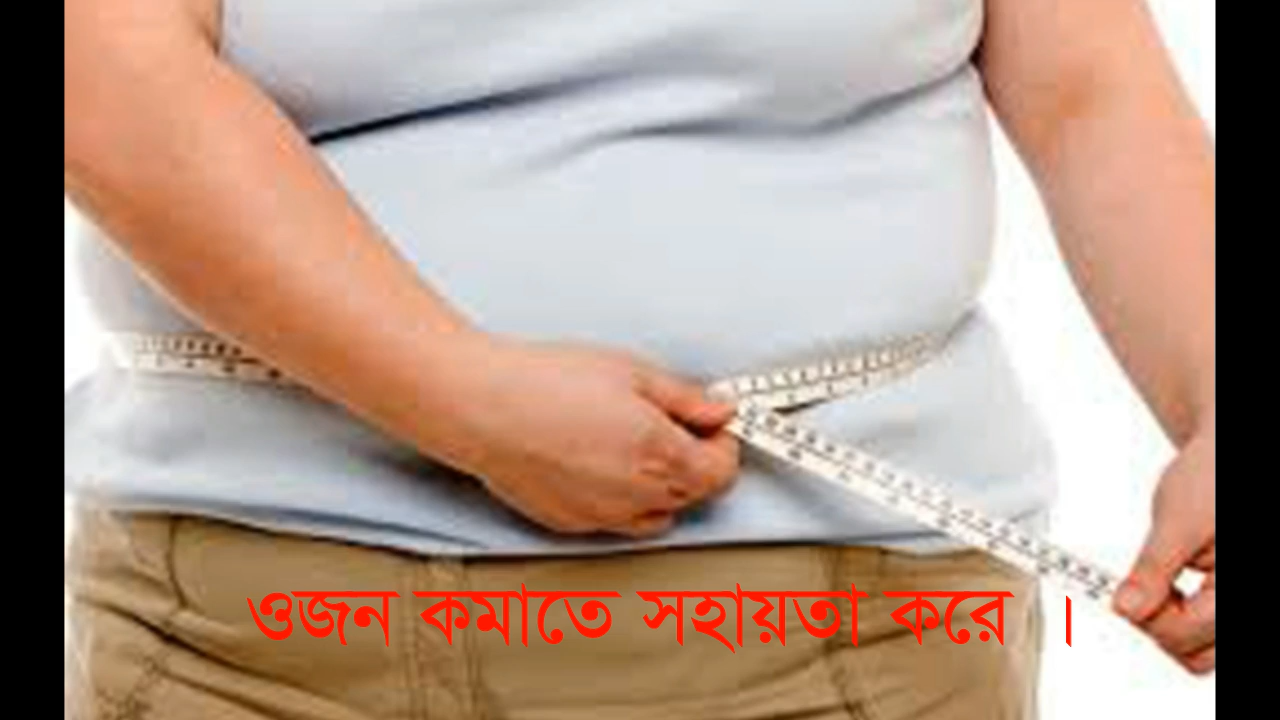 ওজন কমাতে সহায়তা করে ।